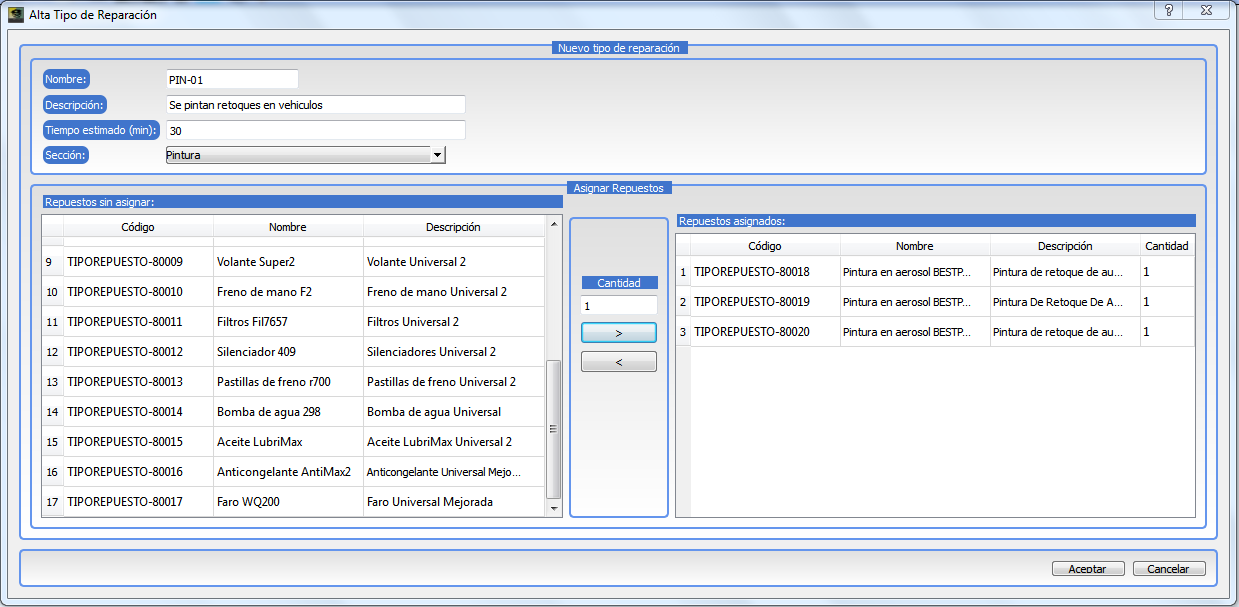 Alta Tipo de Reparación
?
Nuevo tipo de reparación
Nombre: PIN-01
Descripción: Se pintan retoques en vehiculos
Tiempo estimado (min): 30
Sección: Pintura
Asignar Repuestos
Repuestos sin asignar:
Código Nombre Descripción
9 TIPOREPUESTO-80009 Volante Super2 Volante Universal 2
10 TIPOREPUESTO-80010 Freno de mano F2 Freno de mano Universal 2
11 TIPOREPUESTO-80011 Filtros Fil7657 Filtros Universal 2
12 TIPOREPUESTO-80012 Silenciador 409 Silenciadores Universal 2
13 TIPOREPUESTO-80013 Pastillas de freno r700 Pastillas de freno Universal 2
14 TIPOREPUESTO-80014 Bomba de agua 298 Bomba de agua Universal
15 TIPOREPUESTO-80015 Aceite LubriMax Aceite LubriMax Universal 2
16 TIPOREPUESTO-80016 Anticongelante AntiMax2 Anticongelante Universal Mejo...
17 TIPOREPUESTO-80017 Faro WQ200 Faro Universal Mejorada
Cantidad
1
>
<
Repuestos asignados:
Código Nombre Descripción Cantidad
1 TIPOREPUESTO-80018 Pintura en aerosol BESTP... Pintura de retoque de au... 1
2 TIPOREPUESTO-80019 Pintura en aerosol BESTP... Pintura De Retoque De A... 1
3 TIPOREPUESTO-80020 Pintura en aerosol BESTP... Pintura de retoque de au... 1
Aceptar Cancelar